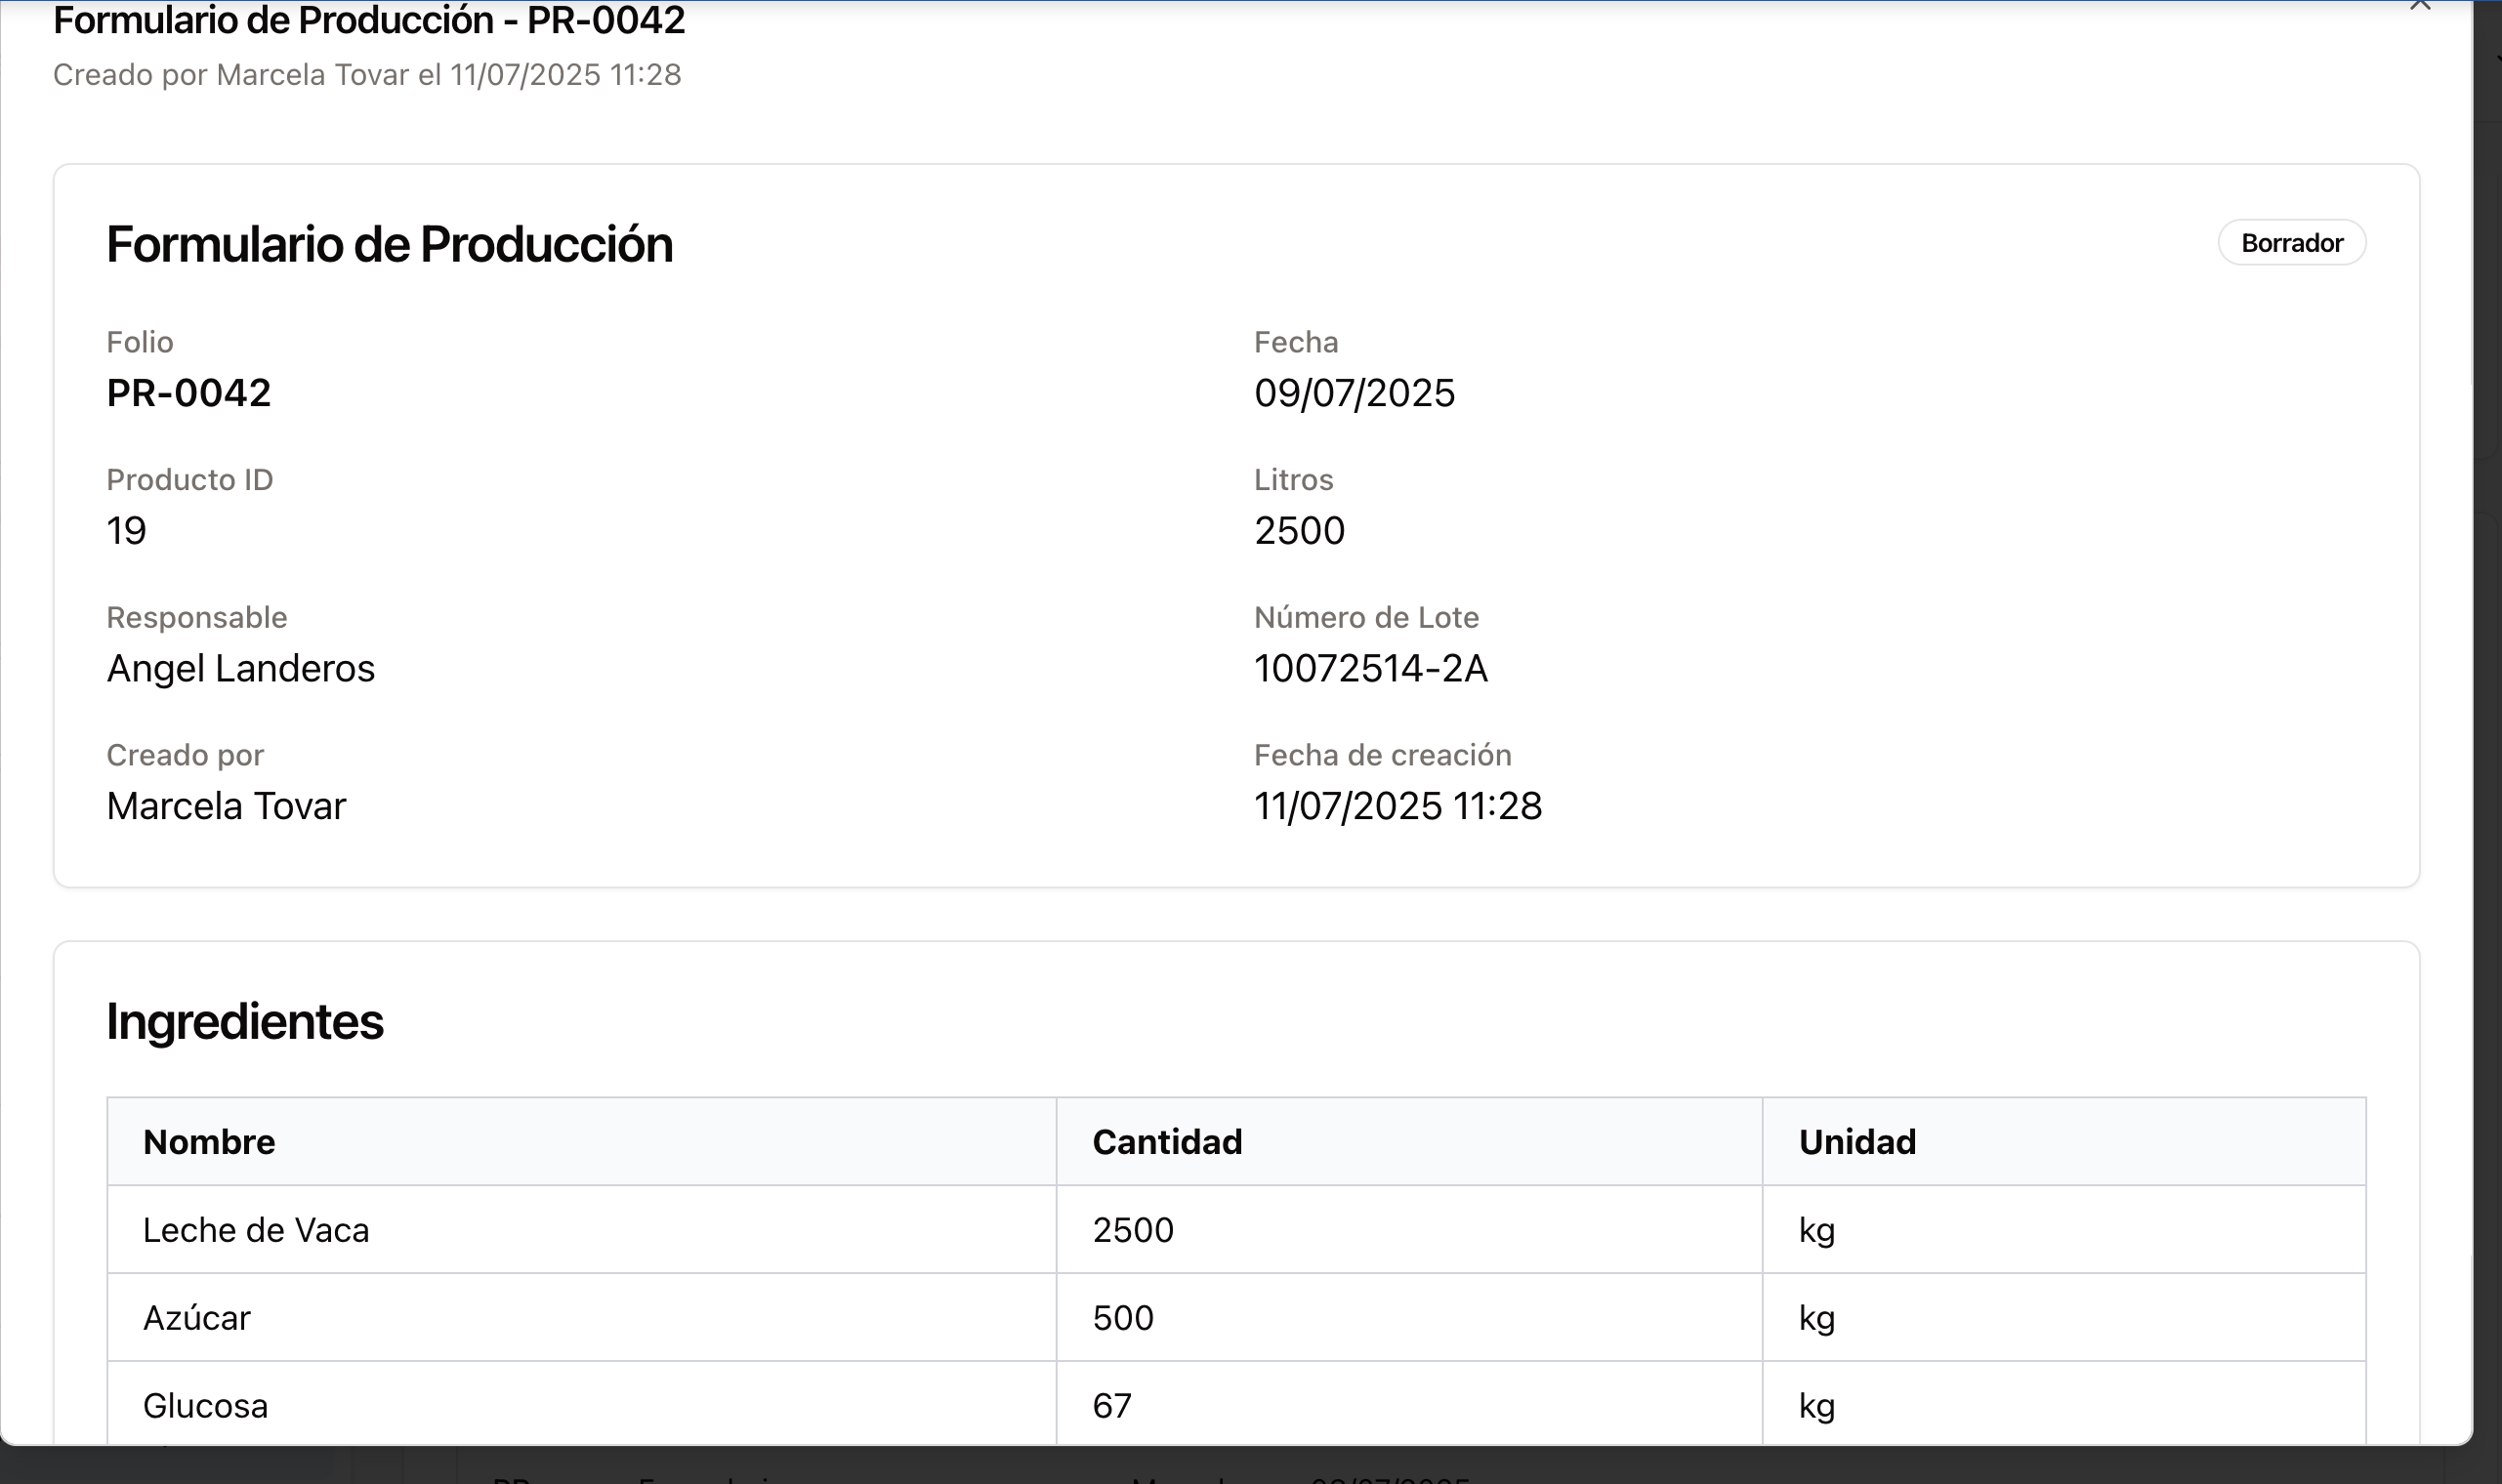 Formulario de Producción - PR-0042
Creado por Marcela Tovar el 11/07/2025 11:28
Formulario de Producción
Borrador
Folio
PR-0042
Fecha
09/07/2025
Producto ID
19
Litros
2500
Responsable
Angel Landeros
Número de Lote
10072514-2A
Creado por
Marcela Tovar
Fecha de creación
11/07/2025 11:28
Ingredientes
Nombre Cantidad Unidad
Leche de Vaca 2500 kg
Azúcar 500 kg
Glucosa 67 kg